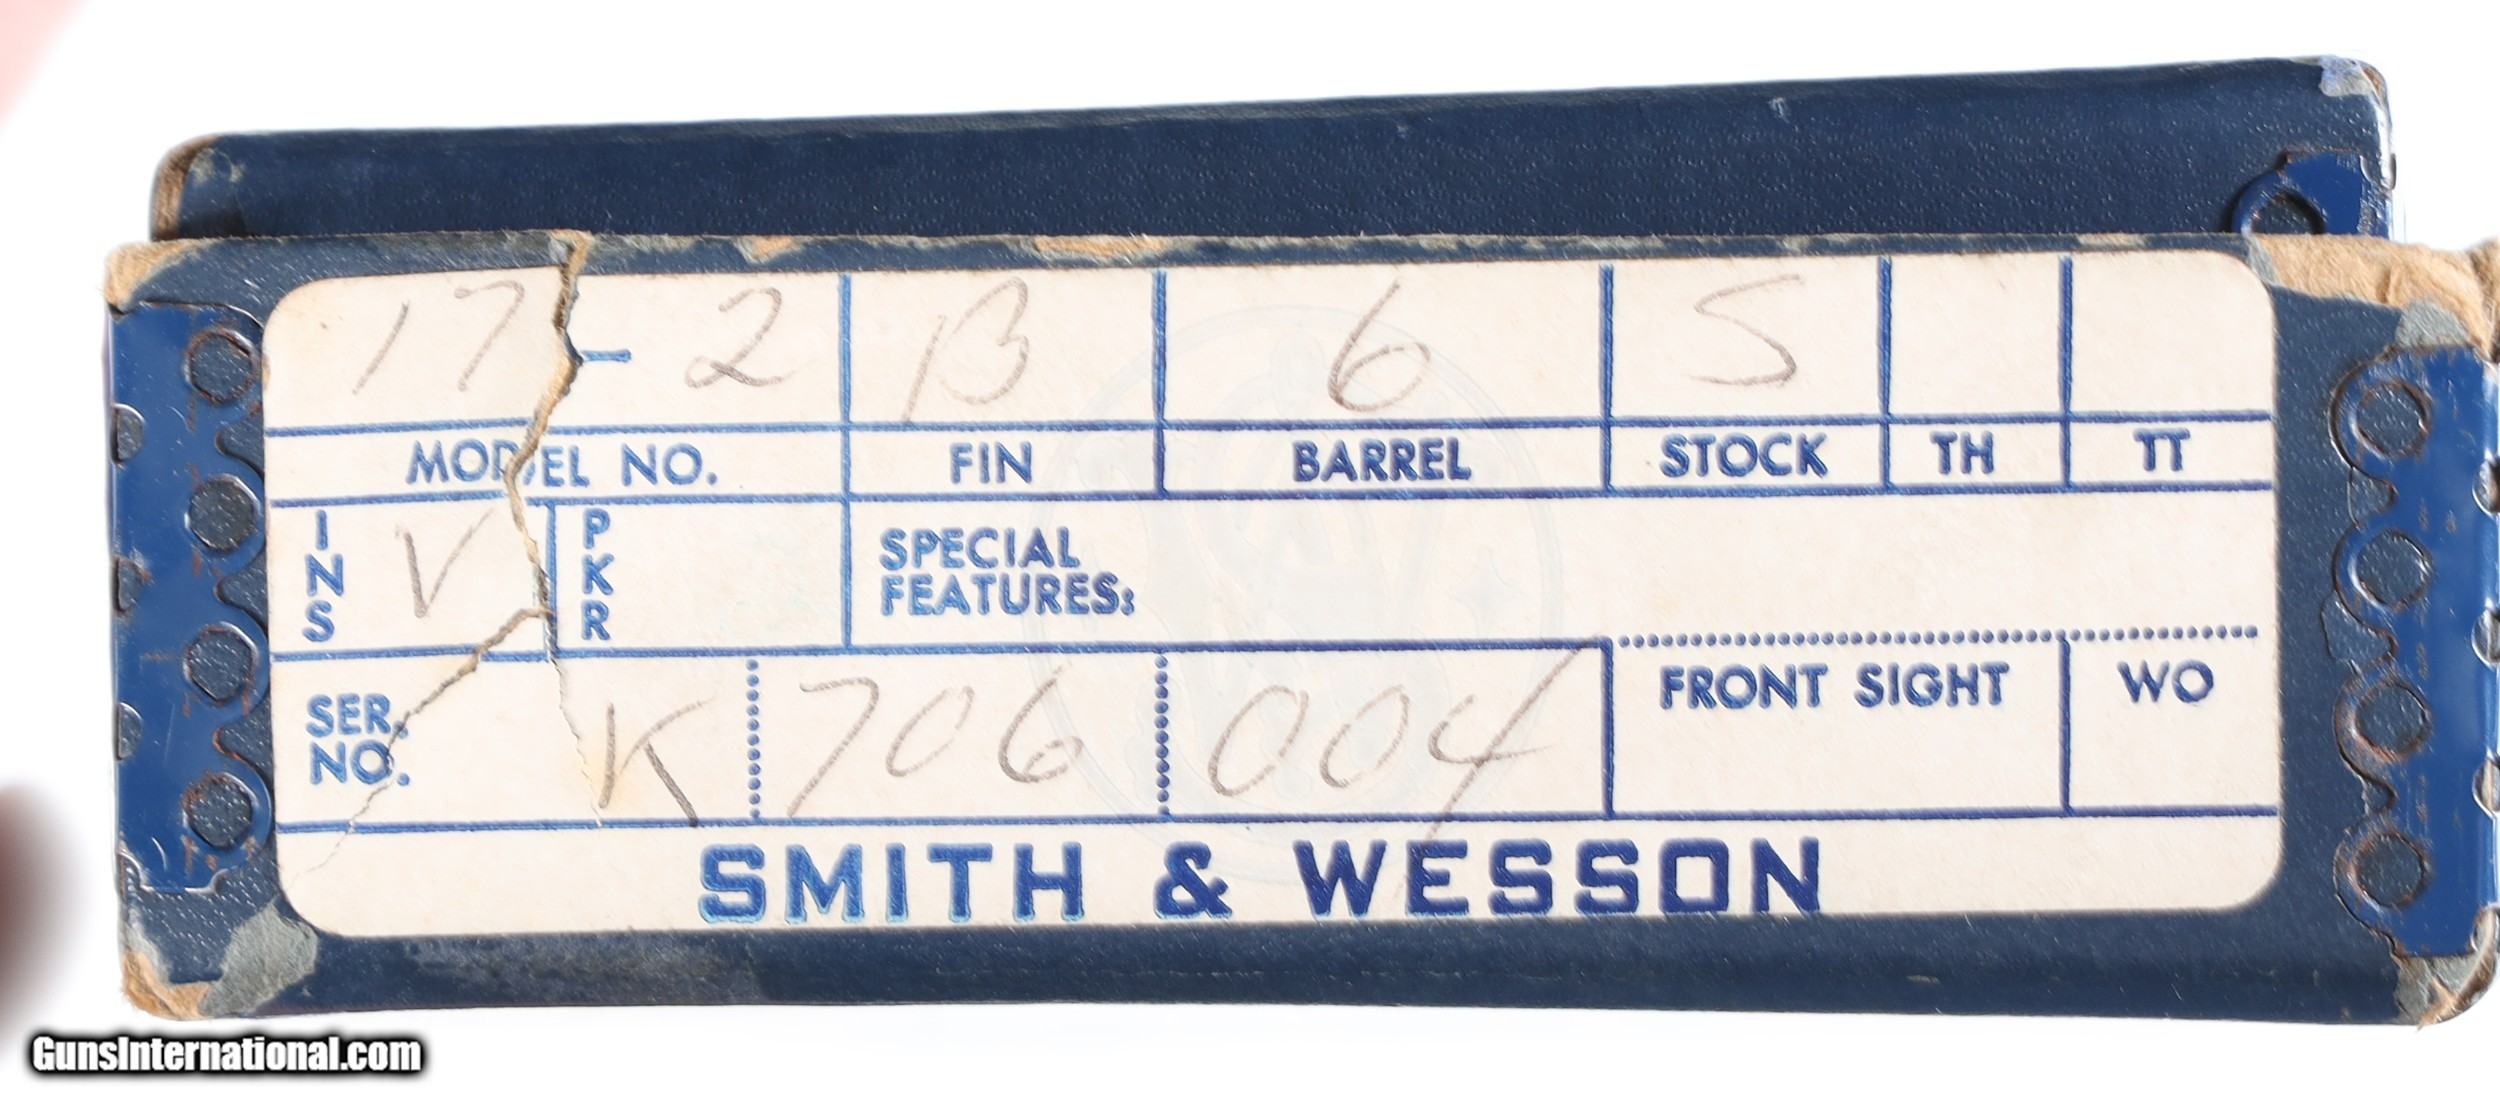 17 - 2 B 6 S
MODEL NO. FIN BARREL STOCK TH TT
INS V PKR SPECIAL
FEATURES:
SER.
NO. K 706 004 FRONT SIGHT WO
SMITH & WESSON
GunsInternational.com